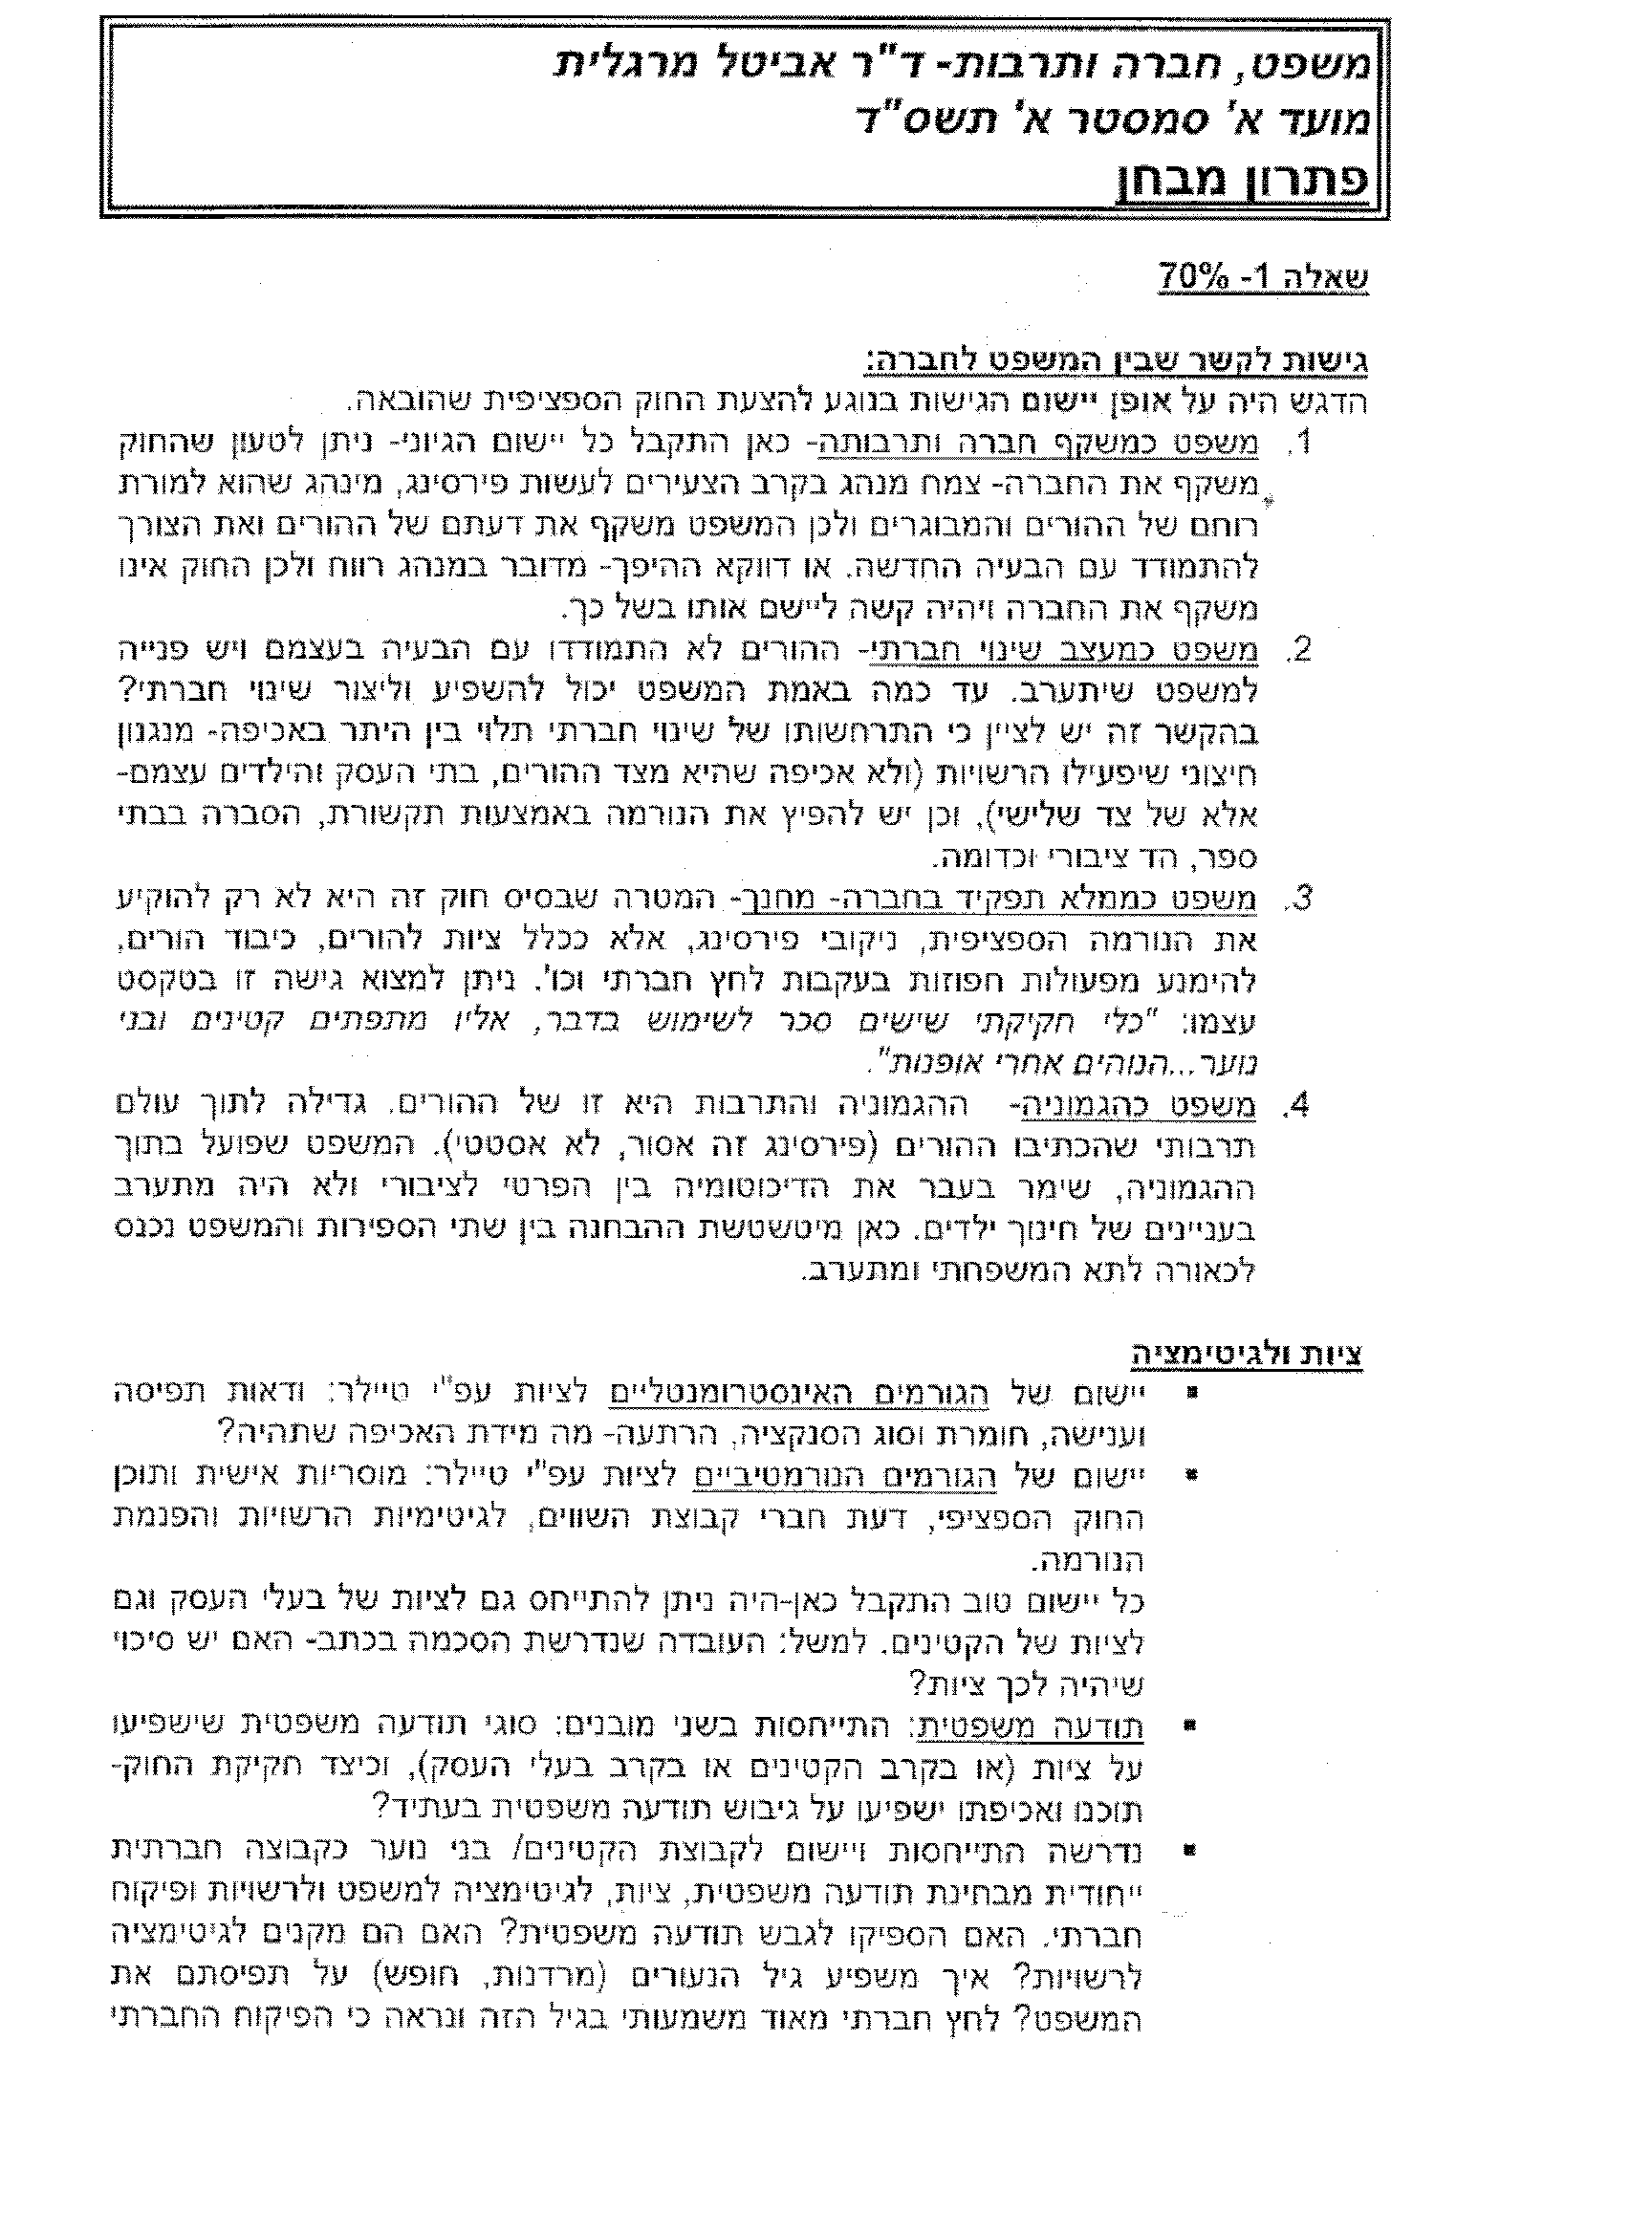 משפט, חברה ותרבות- ד"ר אביטל מרגלית
מועד א' סמסטר א' תשס"ד
פתרון מבחן
שאלה 1- 70%
גישות לקשר שבין המשפט לחברה:
הדגש היה על אופן יישום הגישות בנוגע להצעת החוק הספציפית שהובאה.
1. משפט כמשקף חברה ותרבותה- כאן התקבל כל יישום הגיוני- ניתן לטעון שהחוק
משקף את החברה- צמח מנהג בקרב הצעירים לעשות פירסינג, מינהג שהוא למורת
רוחם של ההורים והמבוגרים ולכן המשפט משקף את דעתם של ההורים ואת הצורך
להתמודד עם הבעיה החדשה. או דווקא ההיפך- מדובר במנהג רווח ולכן החוק אינו
משקף את החברה ויהיה קשה ליישם אותו בשל כך.
2. משפט כמעצב שינוי חברתי- ההורים לא התמודדו עם הבעיה בעצמם ויש פנייה
למשפט שיתערב. עד כמה באמת המשפט יכול להשפיע וליצור שינוי חברתי?
בהקשר זה יש לציין כי התרחשותו של שינוי חברתי תלוי בין היתר באכיפה- מנגנון
חיצוני שיפעילו הרשויות (ולא אכיפה שהיא מצד ההורים, בתי העסק והילדים עצמם-
אלא של צד שלישי), וכן יש להפיץ את הנורמה באמצעות תקשורת, הסברה בבתי
ספר, הד ציבורי וכדומה.
3. משפט כממלא תפקיד בחברה- מחנך- המטרה שבסיס חוק זה היא לא רק להוקיע
את הנורמה הספציפית, ניקובי פירסינג, אלא ככלל ציות להורים, כיבוד הורים,
להימנע מפעולות חפוזות בעקבות לחץ חברתי וכו'. ניתן למצוא גישה זו בטקסט
עצמו: "כלי חקיקתי שישים סכר לשימוש בדבר, אליו מתפתים קטינים ובני
נוער...הנוהים אחרי אופנות".
4. משפט כהגמוניה- ההגמוניה והתרבות היא זו של ההורים. גדילה לתוך עולם
תרבותי שהכתיבו ההורים (פירסינג זה אסור, לא אסטטי). המשפט שפועל בתוך
ההגמוניה, שימר בעבר את הדיכוטומיה בין הפרטי לציבורי ולא היה מתערב
בעניינים של חינוך ילדים. כאן מיטשטשת ההבחנה בין שתי הספירות והמשפט נכנס
לכאורה לתא המשפחתי ומתערב.
ציות ולגיטימציה
▪ יישום של הגורמים האינסטרומנטליים לציות עפ"י טיילר: ודאות תפיסה
וענישה, חומרת וסוג הסנקציה, הרתעה- מה מידת האכיפה שתהיה?
▪ יישום של הגורמים הנורמטיביים לציות עפ"י טיילר: מוסריות אישית ותוכן
החוק הספציפי, דעת חברי קבוצת השווים, לגיטימיות הרשויות והפנמת
הנורמה.
כל יישום טוב התקבל כאן-היה ניתן להתייחס גם לציות של בעלי העסק וגם
לציות של הקטינים. למשל: העובדה שנדרשת הסכמה בכתב- האם יש סיכוי
שיהיה לכך ציות?
▪ תודעה משפטית: התייחסות בשני מובנים: סוגי תודעה משפטית שישפיעו
על ציות (או בקרב הקטינים או בקרב בעלי העסק), וכיצד חקיקת החוק-
תוכנו ואכיפתו ישפיעו על גיבוש תודעה משפטית בעתיד?
▪ נדרשה התייחסות ויישום לקבוצת הקטינים/ בני נוער כקבוצה חברתית
ייחודית מבחינת תודעה משפטית, ציות, לגיטימציה למשפט ולרשויות ופיקוח
חברתי. האם הספיקו לגבש תודעה משפטית? האם הם מקנים לגיטימציה
לרשויות? איך משפיע גיל הנעורים (מרדנות, חופש) על תפיסתם את
המשפט? לחץ חברתי מאוד משמעותי בגיל הזה ונראה כי הפיקוח החברתי